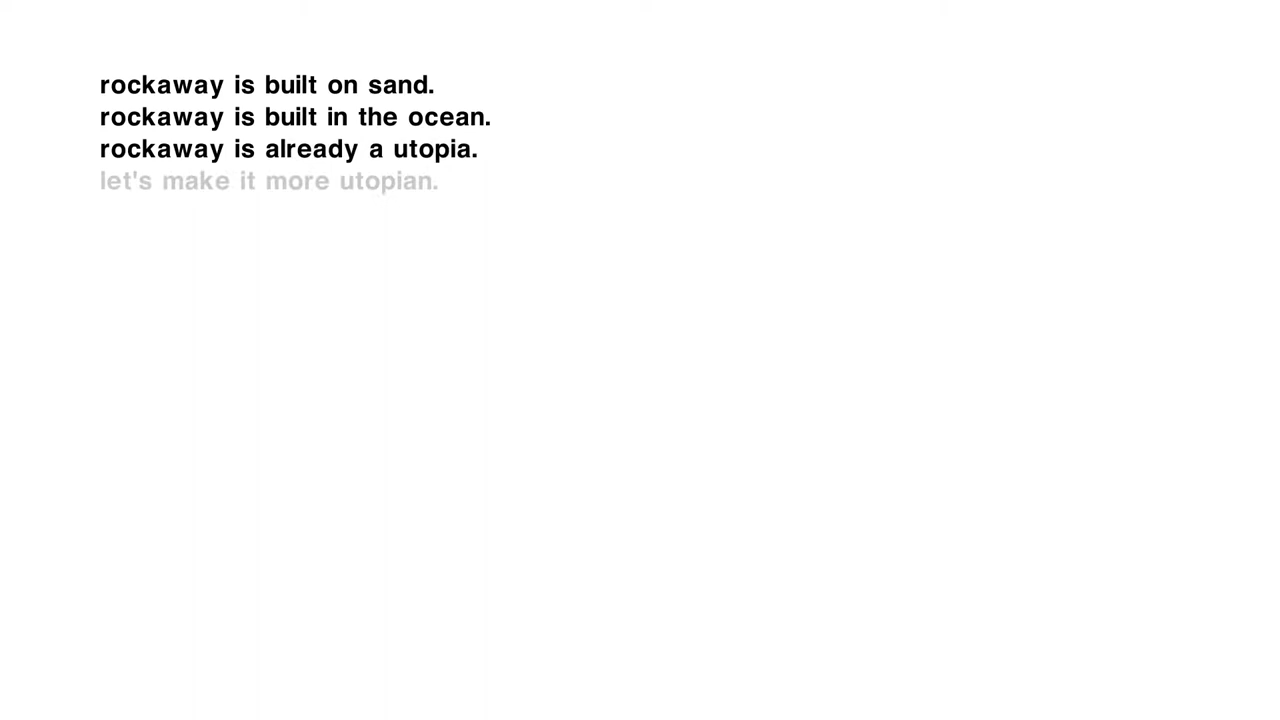 rockaway is built on sand.
rockaway is built in the ocean.
rockaway is already a utopia.
let's make it more utopian.